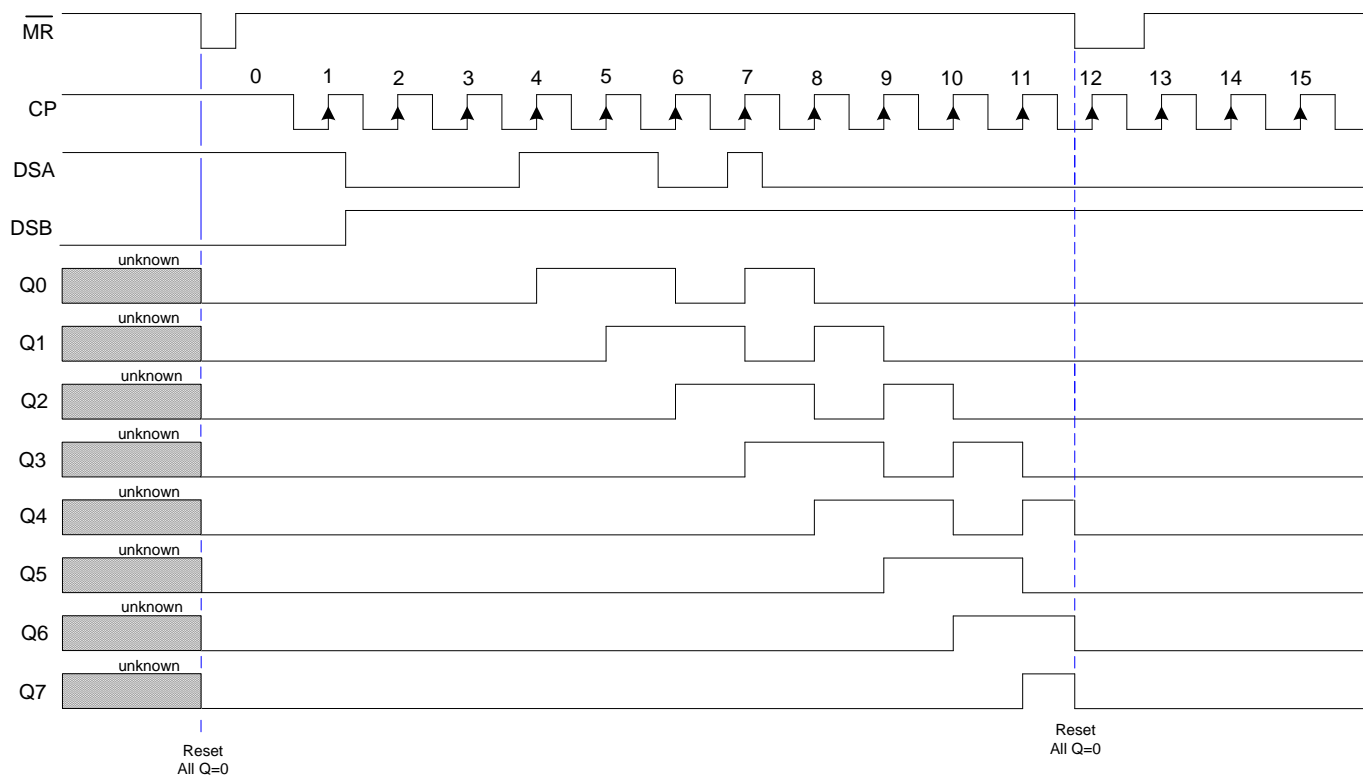 MR
0 1 2 3 4 5 6 7 8 9 10 11 12 13 14 15
CP
DSA
DSB
unknown
Q0
unknown
Q1
unknown
Q2
unknown
Q3
unknown
Q4
unknown
Q5
unknown
Q6
unknown
Q7
Reset
All Q=0
Reset
All Q=0